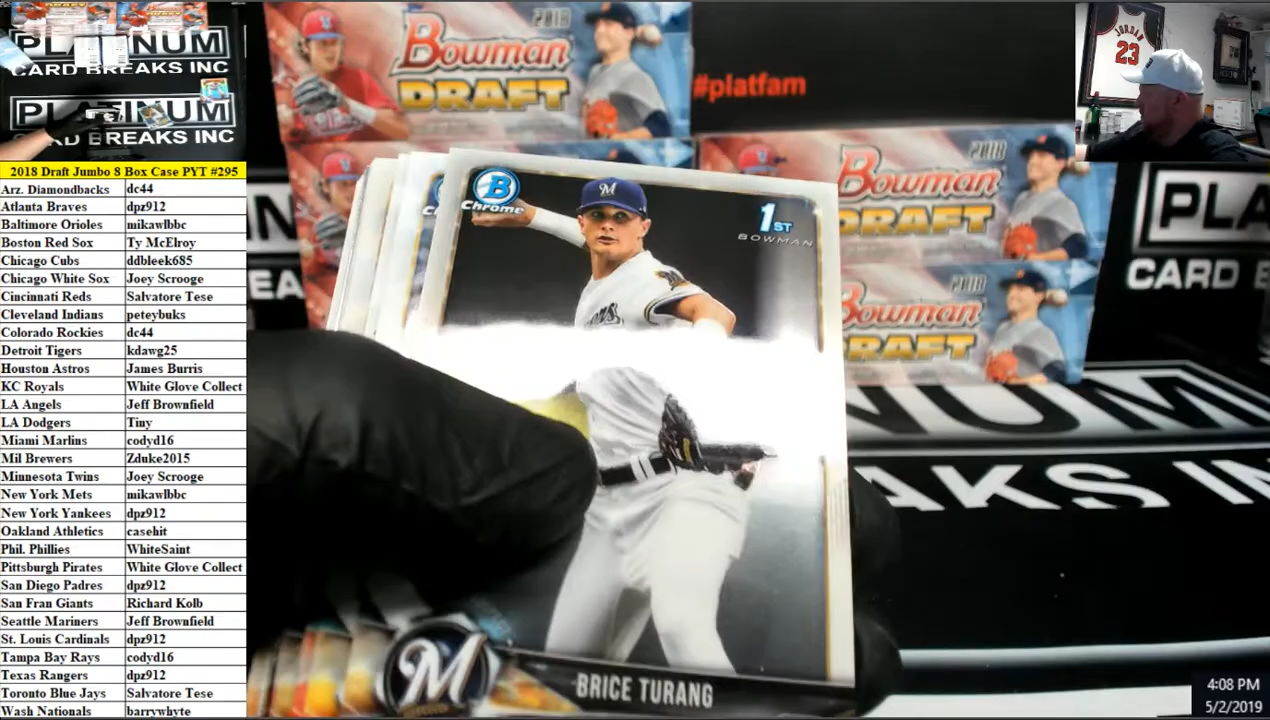 PLATINUM
CARD BREAKS INC
PLATINUM
CARD BREAKS INC
2018 Draft Jumbo 8 Box Case PYT #295
Arz. Diamondbacks dc44
Atlanta Braves dpz912
Baltimore Orioles mikawlbbc
Boston Red Sox Ty McElroy
Chicago Cubs ddbleek685
Chicago White Sox Joey Scrooge
Cincinnati Reds Salvatore Tese
Cleveland Indians peteybuks
Colorado Rockies dc44
Detroit Tigers kdawg25
Houston Astros James Burris
KC Royals White Glove Collect
LA Angels Jeff Brownfield
LA Dodgers Tiny
Miami Marlins codyd16
Mil Brewers Zduke2015
Minnesota Twins Joey Scrooge
New York Mets mikawlbbc
New York Yankees dpz912
Oakland Athletics casehit
Phil. Phillies WhiteSaint
Pittsburgh Pirates White Glove Collect
San Diego Padres dpz912
San Fran Giants Richard Kolb
Seattle Mariners Jeff Brownfield
St. Louis Cardinals dpz912
Tampa Bay Rays codyd16
Texas Rangers dpz912
Toronto Blue Jays Salvatore Tese
Wash Nationals barrywhyte
2018
Bowman
DRAFT
#platfam
JORDAN
23
2018
Bowman
DRAFT
2018
Bowman
DRAFT
B
Chrome
M
1ST
BOWMAN
M
BRICE TURANG
PLA
CARD B
NUM
AKS IN
4:08 PM
5/2/2019